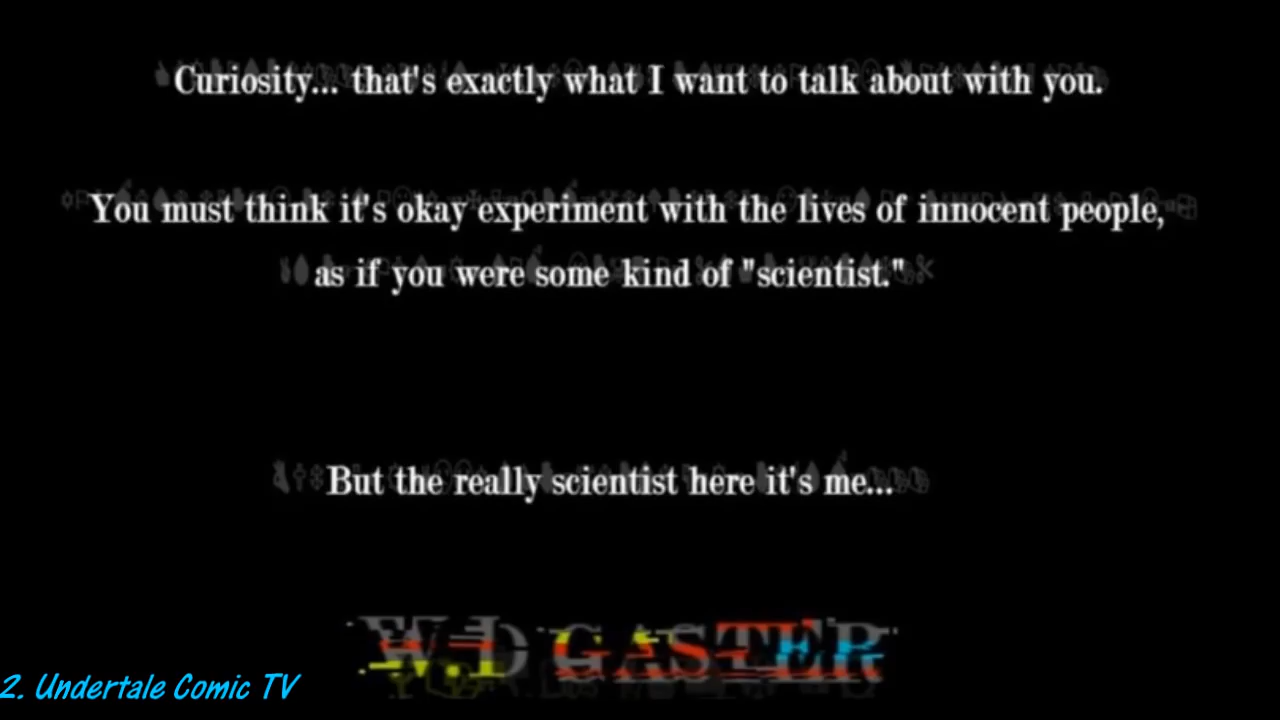 Curiosity... that's exactly what I want to talk about with you.
You must think it's okay experiment with the lives of innocent people,
as if you were some kind of "scientist."
But the really scientist here it's me...
W.D GASTER
2. Undertale Comic TV